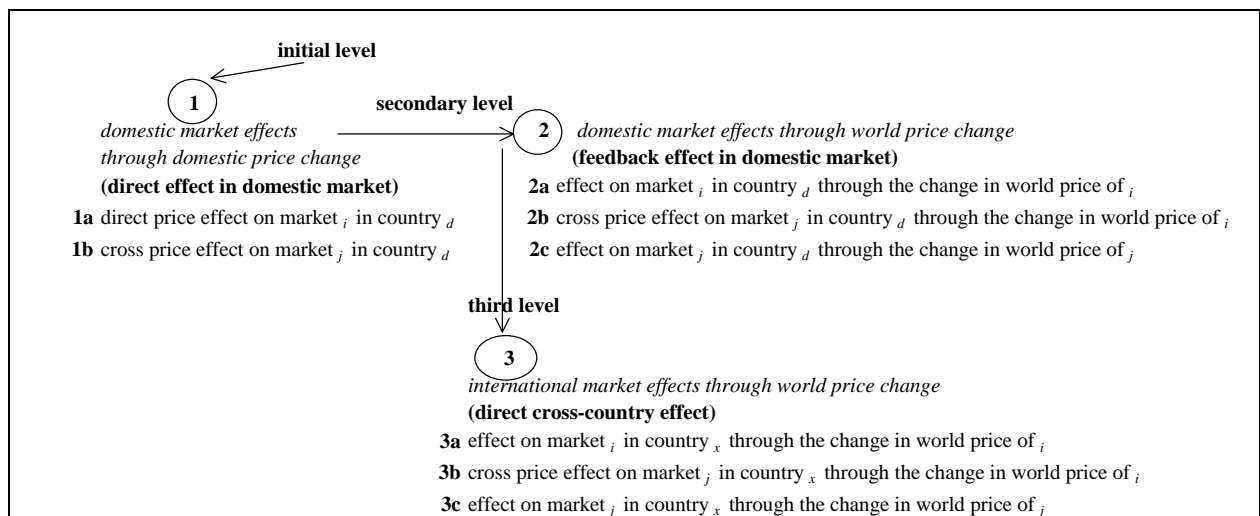 initial level
1
secondary level
domestic market effects
through domestic price change
(direct effect in domestic market)
1a direct price effect on market i in country d
1b cross price effect on market j in country d
2 domestic market effects through world price change
(feedback effect in domestic market)
2a effect on market i in country d through the change in world price of i
2b cross price effect on market j in country d through the change in world price of i
2c effect on market j in country d through the change in world price of j
third level
3
international market effects through world price change
(direct cross-country effect)
3a effect on market i in country x through the change in world price of i
3b cross price effect on market j in country x through the change in world price of i
3c effect on market j in country x through the change in world price of j